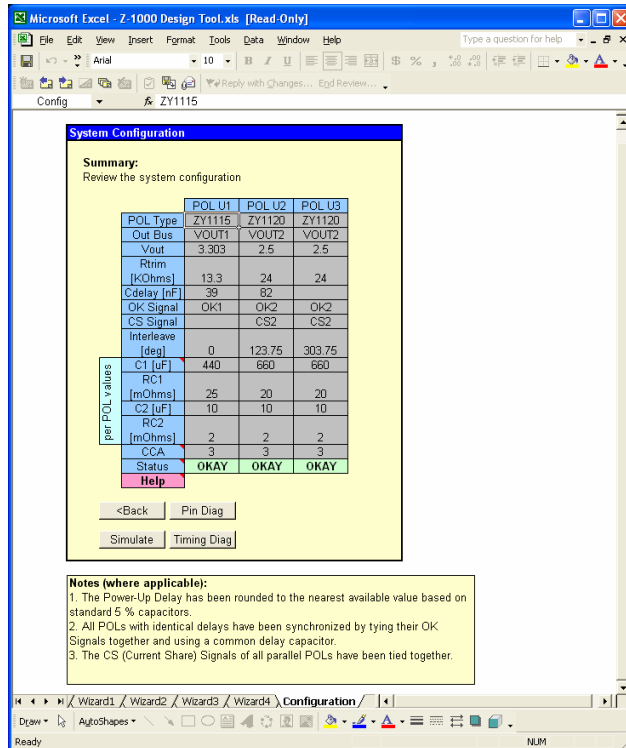 Microsoft Excel - Z-1000 Design Tool.xls [Read-Only]
File Edit View Insert Format Tools Data Window Help Type a question for help
Arial 10 B I U $ % ,
Reply with Changes... End Review...
Config fx ZY1115
System Configuration
Summary:
Review the system configuration
POL U1 POL U2 POL U3
POL Type ZY1115 ZY1120 ZY1120
Out Bus VOUT1 VOUT2 VOUT2
Vout 3.303 2.5 2.5
Rtrim
[KOhms] 13.3 24 24
Cdelay [nF] 39 82
OK Signal OK1 OK2 OK2
CS Signal CS2 CS2
Interleave
[deg] 0 123.75 303.75
per POL values
C1 [uF] 440 660 660
RC1
[mOhms] 25 20 20
C2 [uF] 10 10 10
RC2
[mOhms] 2 2 2
CCA 3 3 3
Status OKAY OKAY OKAY
Help
<Back Pin Diag
Simulate Timing Diag
Notes (where applicable):
1. The Power-Up Delay has been rounded to the nearest available value based on
standard 5 % capacitors.
2. All POLs with identical delays have been synchronized by tying their OK
Signals together and using a common delay capacitor.
3. The CS (Current Share) Signals of all parallel POLs have been tied together.
Wizard1 Wizard2 Wizard3 Wizard4 Configuration
Draw AutoShapes
Ready NUM